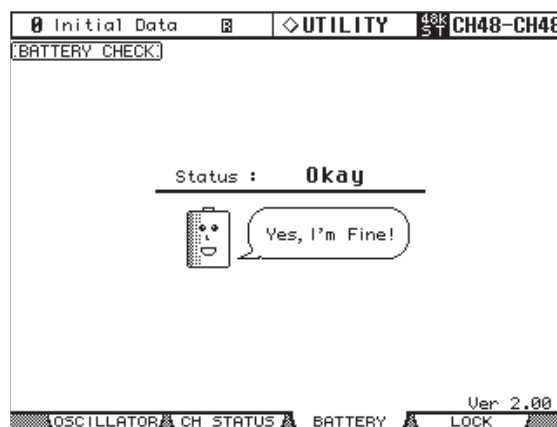 0 Initial Data R ◇UTILITY 48K ST CH48-CH48
BATTERY CHECK
Status : Okay
Yes, I'm Fine!
Ver 2.00
OSCILLATOR CH STATUS BATTERY LOCK